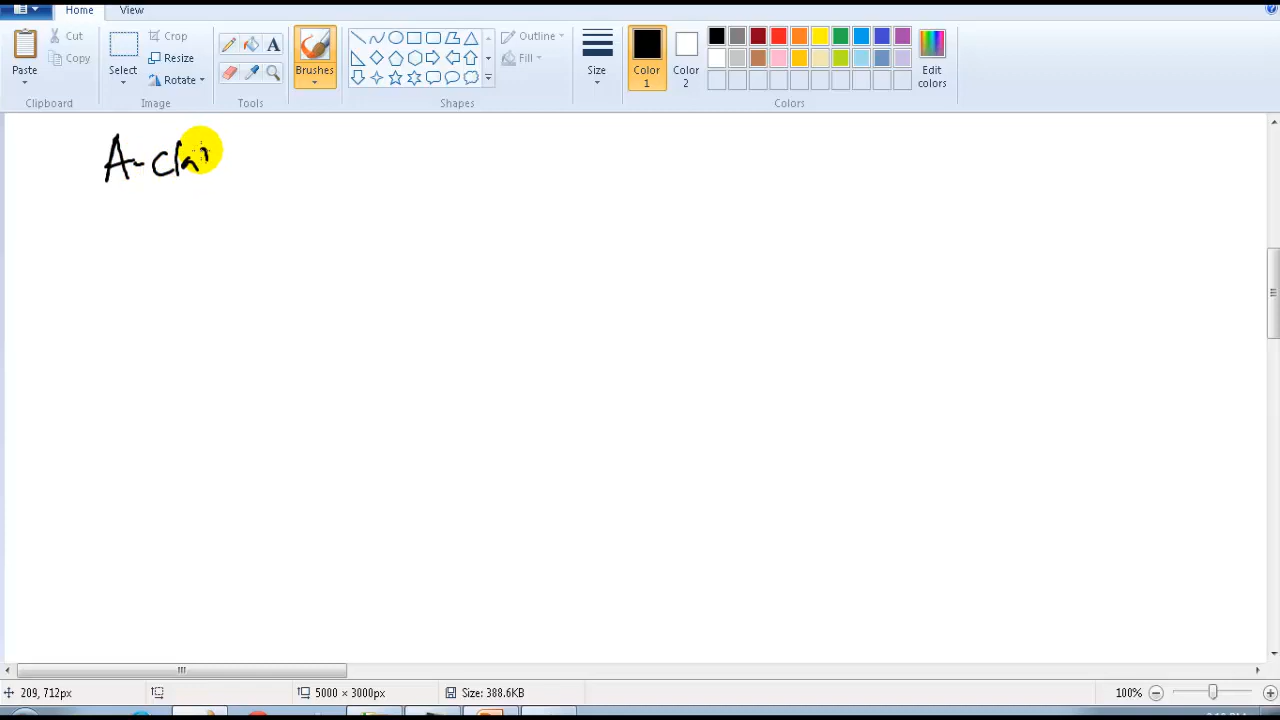 Home View
Cut
Copy
Paste
Clipboard
Select
Crop
Resize
Rotate
Image
Tools
Brushes
Shapes
Outline
Fill
Size
Color 1
Color 2
Colors
Edit colors
A-clai
209, 712px
5000 × 3000px
Size: 388.6KB
100%